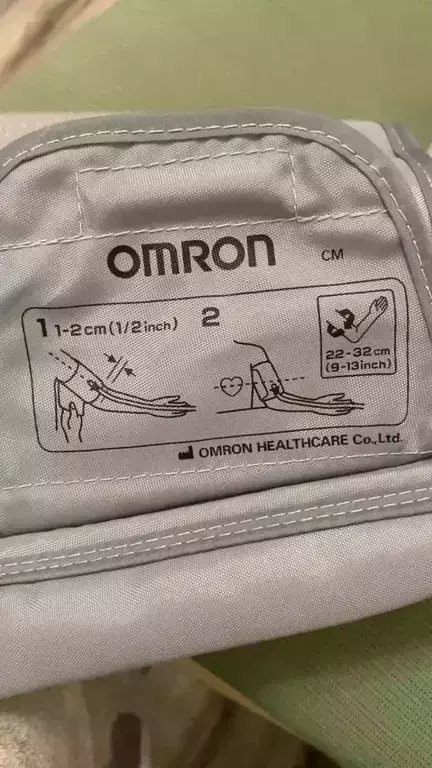 OMRON CM
1 1-2cm(1/2inch) 2
22-32cm
(9-13inch)
OMRON HEALTHCARE Co.,Ltd.